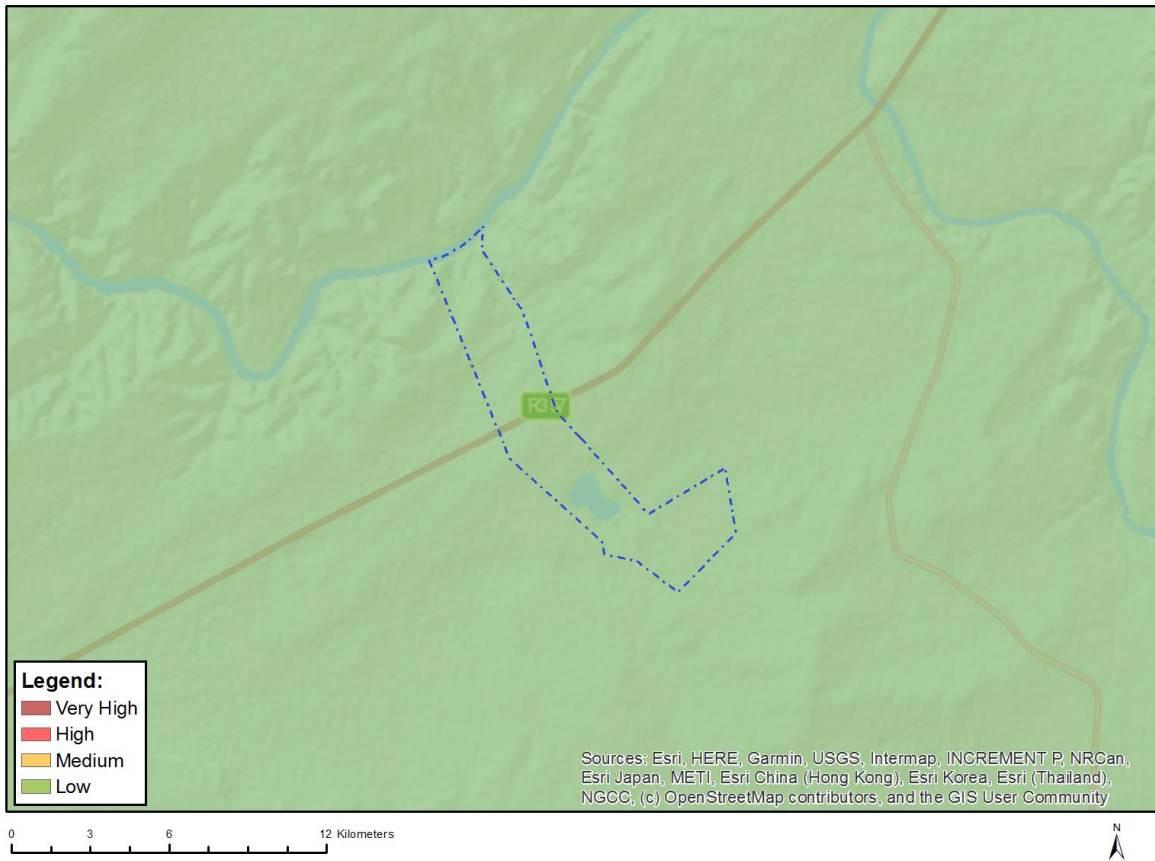 R357
Legend:
Very High
High
Medium
Low
Sources: Esri, HERE, Garmin, USGS, Intermap, INCREMENT P, NRCan,
Esri Japan, METI, Esri China (Hong Kong), Esri Korea, Esri (Thailand),
NGCC, (c) OpenStreetMap contributors, and the GIS User Community
0 3 6 12 Kilometers
N